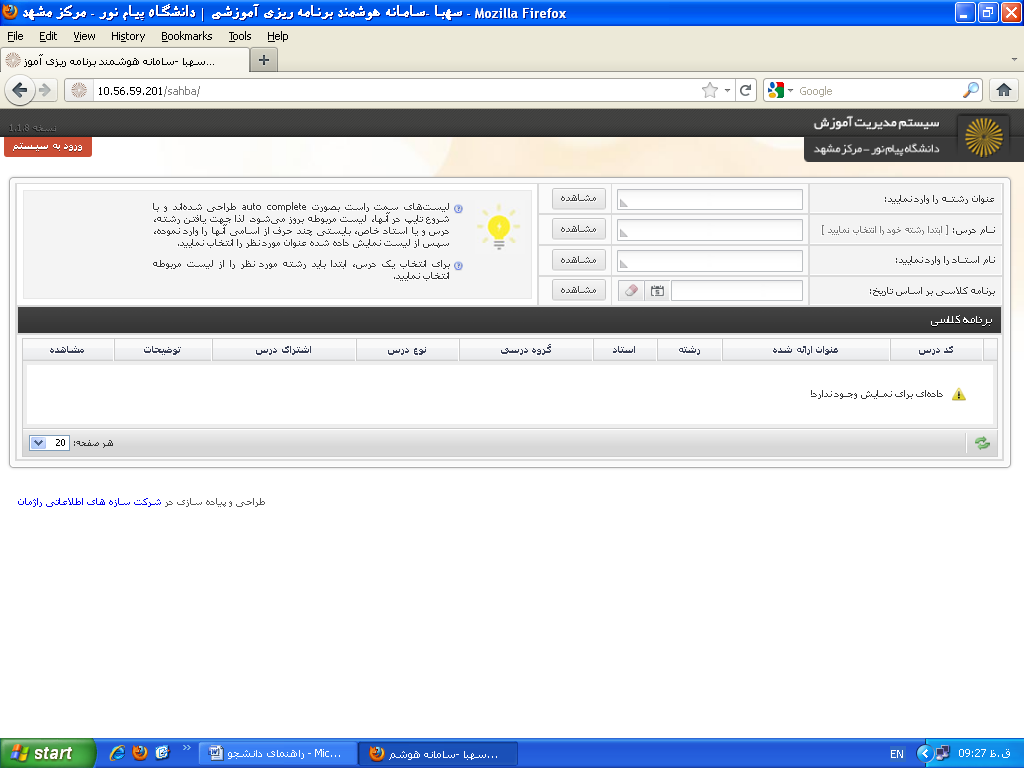 سهبا -سامانه هوشمند برنامه ریزی آموزشی | دانشگاه پیام نور - مرکز مشهد - Mozilla Firefox
File Edit View History Bookmarks Tools Help
سهبا -سامانه هوشمند برنامه ریزی آموز...
10.56.59.201/sahba/
Google
نسخه 1.1.8
سیستم مدیریت آموزش
ورود به سیستم
دانشگاه پیام نور - مرکز مشهد
عنوان رشته را وارد نمایید:
مشاهده
نام درس: [ ابتدا رشته خود را انتخاب نمایید ]
مشاهده
نام استاد را وارد نمایید:
مشاهده
برنامه کلاسی بر اساس تاریخ:
مشاهده
لیست‌های سمت راست بصورت auto complete طراحی شده‌اند و با
شروع تایپ در آنها، لیست مربوطه بروز می‌شود. لذا جهت یافتن رشته،
درس و یا استاد خاص، بایستی چند حرف از اسامی آنها را وارد نموده،
سپس از لیست نمایش داده شده عنوان مورد نظر را انتخاب نمایید.
برای انتخاب یک درس، ابتدا باید رشته مورد نظر را از لیست مربوطه
انتخاب نمایید.
برنامه کلاسی
کد درس عنوان ارائه شده رشته استاد گروه درسی نوع درس اشتراک درس توضیحات مشاهده
داده‌ای برای نمایش وجود ندارد!
هر صفحه: 20
طراحی و پیاده سازی در شرکت سازه های اطلاعاتی راژمان
start
راهنمای دانشجو - Mic...
سهبا -سامانه هوشم...
EN
09:27 ق.ظ